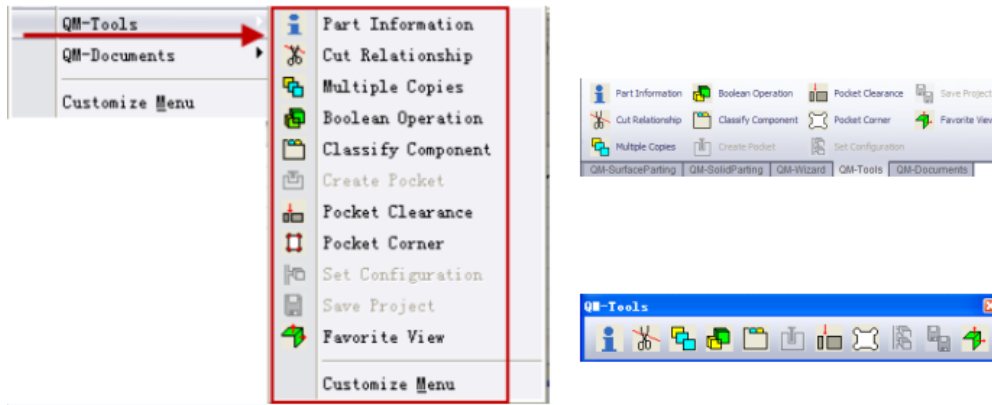 QM-Tools
QM-Documents
Customize Menu
Part Information
Cut Relationship
Multiple Copies
Boolean Operation
Classify Component
Create Pocket
Pocket Clearance
Pocket Corner
Set Configuration
Save Project
Favorite View
Customize Menu
Part Information Boolean Operation Pocket Clearance Save Project
Cut Relationship Classify Component Pocket Corner Favorite View
Multiple Copies Create Pocket Set Configuration
QM-SurfaceParting QM-SolidParting QM-Wizard QM-Tools QM-Documents
QM-Tools